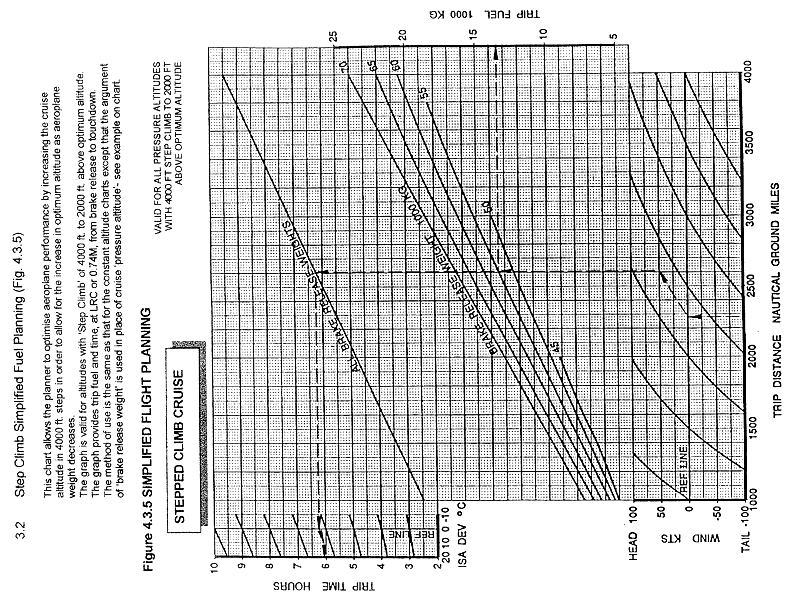 3.2 Step Climb Simplified Fuel Planning (Fig. 4.3.5)
This chart allows the planner to optimise aeroplane performance by increasing the cruise
altitude in 4000 ft. steps in order to allow for the increase in optimum altitude as aeroplane
weight decreases.
The graph is valid for altitudes with 'Step Climb' of 4000 ft. to 2000 ft. above optimum altitude.
The graph provides trip fuel and time, at LRC or 0.74M, from brake release to touchdown.
The method of use is the same as that for the constant altitude charts except that the argument
of 'brake release weight' is used in place of cruise 'pressure altitude'- see example on chart.
Figure 4.3.5 SIMPLIFIED FLIGHT PLANNING
STEPPED CLIMB CRUISE
VALID FOR ALL PRESSURE ALTITUDES
WITH 4000 FT STEP CLIMB TO 2000 FT
ABOVE OPTIMUM ALTITUDE
TRIP TIME HOURS
10
9
8
7
6
5
4
3
2
REF LINE
20 10 0 -10
ISA DEV °C
ALL BRAKE RELEASE WEIGHTS
BRAKE RELEASE WEIGHT 1000 KG
70
65
60
55
50
45
TRIP FUEL 1000 KG
25
20
15
10
5
HEAD 100
50
0
-50
TAIL -100
WIND KTS
REF LINE
1000
1500
2000
2500
3000
3500
4000
TRIP DISTANCE NAUTICAL GROUND MILES